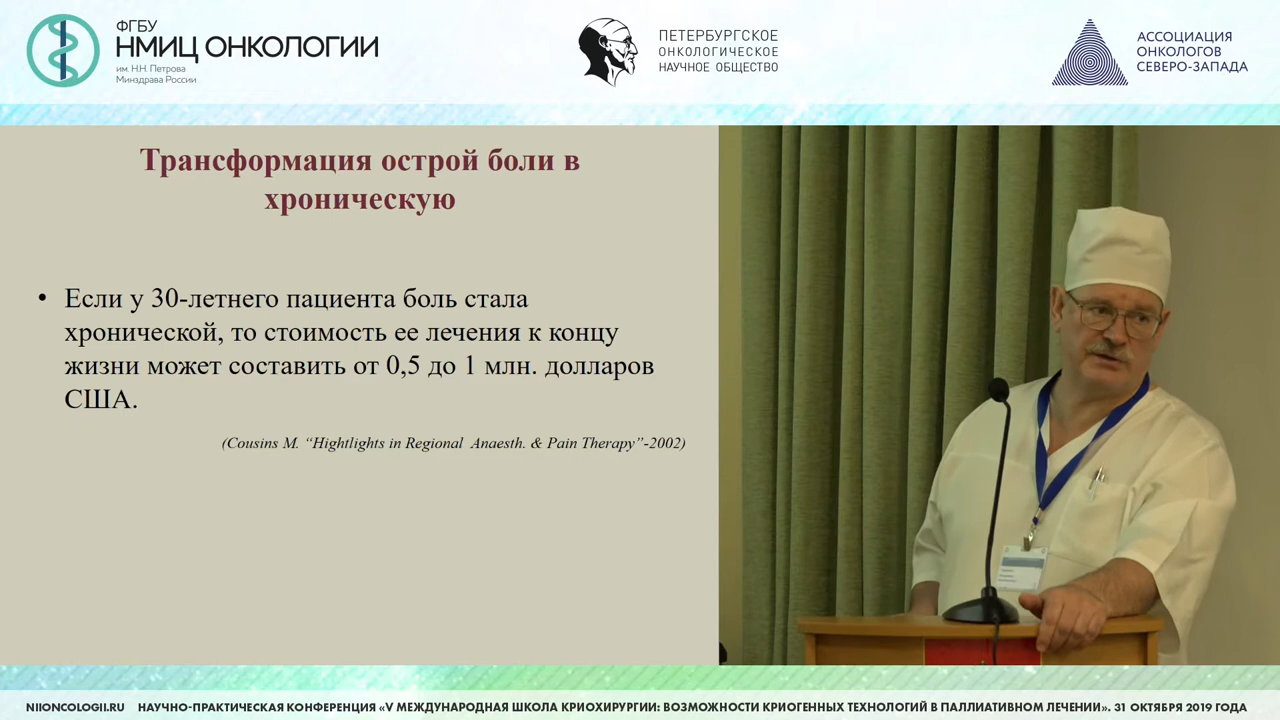 ФГБУ
НМИЦ ОНКОЛОГИИ
им. Н.Н. Петрова
Минздрава России
ПЕТЕРБУРГСКОЕ
ОНКОЛОГИЧЕСКОЕ
НАУЧНОЕ ОБЩЕСТВО
АССОЦИАЦИЯ
ОНКОЛОГОВ
СЕВЕРО-ЗАПАДА
Трансформация острой боли в
хроническую
• Если у 30-летнего пациента боль стала
хронической, то стоимость ее лечения к концу
жизни может составить от 0,5 до 1 млн. долларов
США.
(Cousins M. “Hightlights in Regional Anaesth. & Pain Therapy”-2002)
NIIONCOLOGII.RU НАУЧНО-ПРАКТИЧЕСКАЯ КОНФЕРЕНЦИЯ «V МЕЖДУНАРОДНАЯ ШКОЛА КРИОХИРУРГИИ: ВОЗМОЖНОСТИ КРИОГЕННЫХ ТЕХНОЛОГИЙ В ПАЛЛИАТИВНОМ ЛЕЧЕНИИ». 31 ОКТЯБРЯ 2019 ГОДА